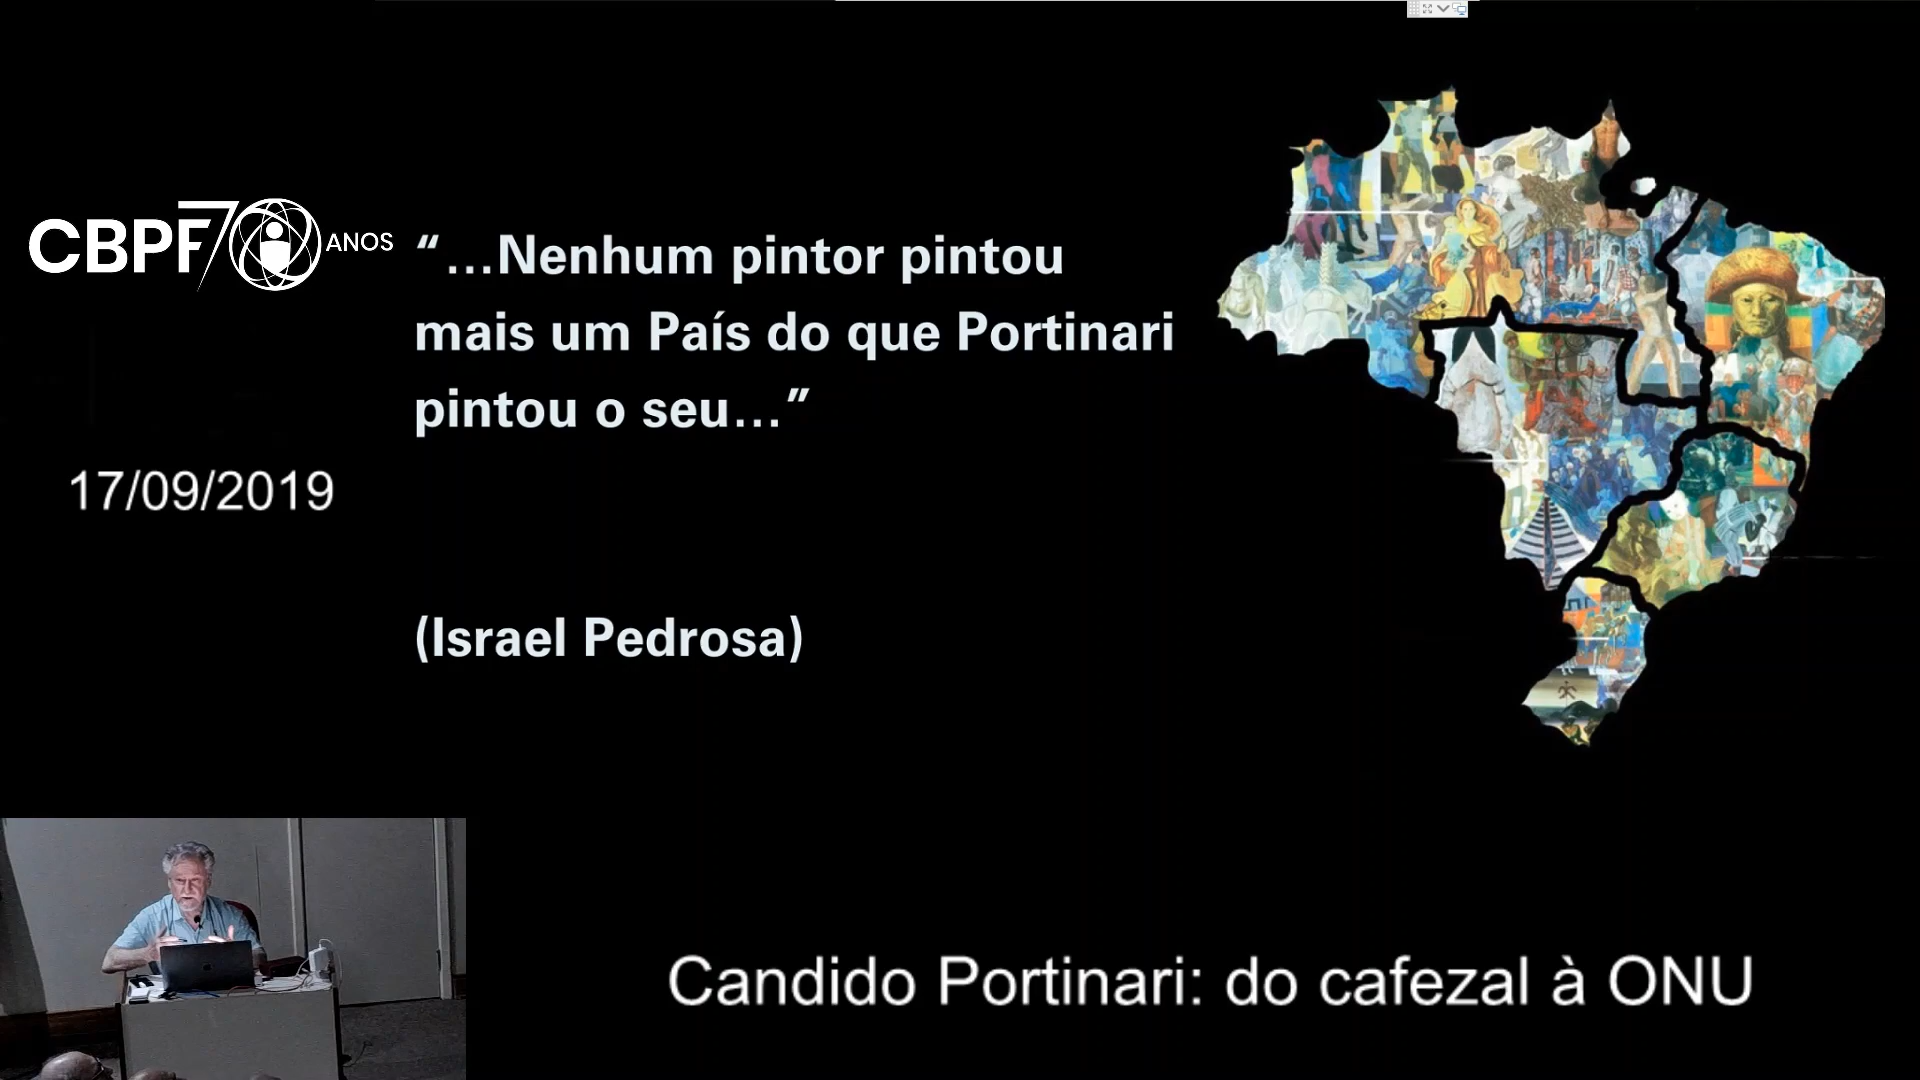 CBPF 70 ANOS
“...Nenhum pintor pintou
mais um País do que Portinari
pintou o seu...”
17/09/2019
(Israel Pedrosa)
Candido Portinari: do cafezal à ONU